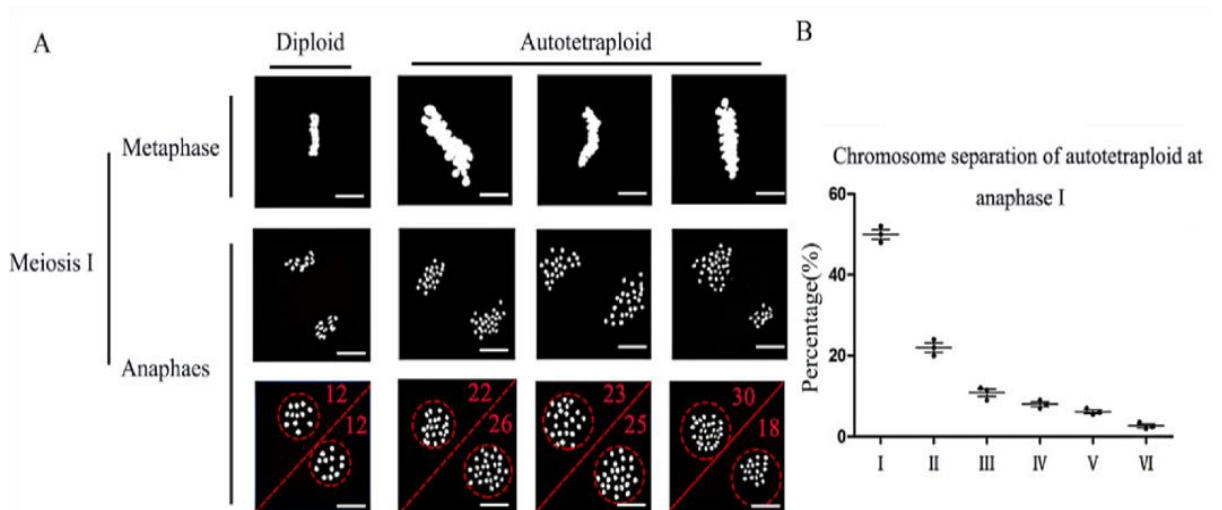 A
Diploid
Autotetraploid
Metaphase
Meiosis I
Anaphaes
12
12
22
26
23
25
30
18
B
Chromosome separation of autotetraploid at
anaphase I
Percentage(%)
60
40
20
0
I II III IV V VI